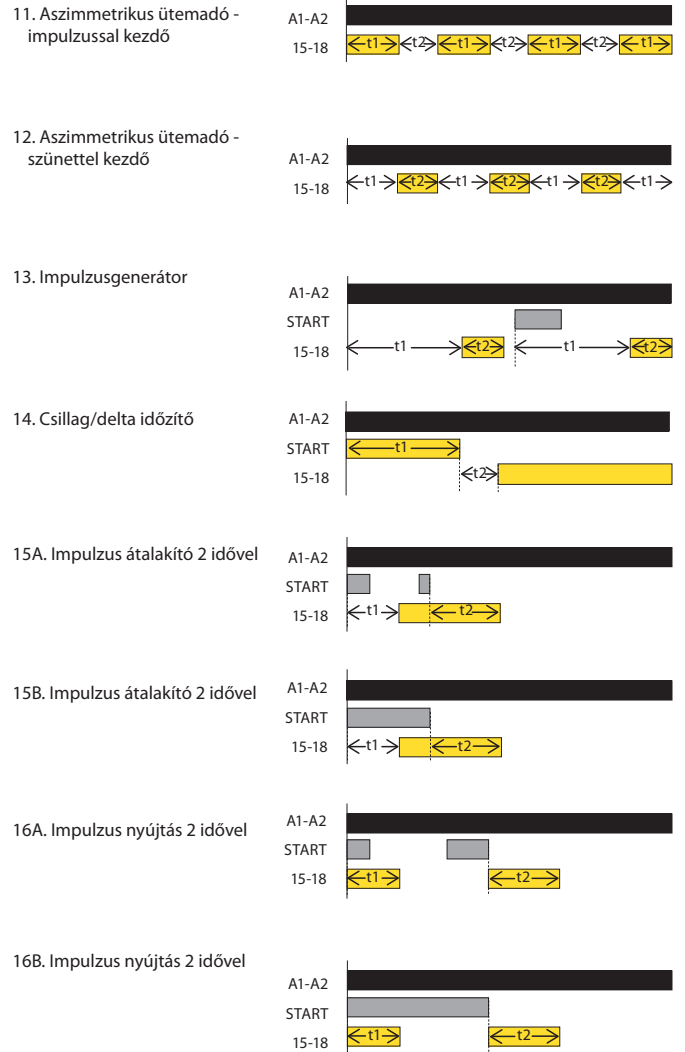 11. Aszimmetrikus ütemadó -
impulzussal kezdő
A1-A2
15-18
t1 t2 t1 t2 t1 t2 t1
12. Aszimmetrikus ütemadó -
szünettel kezdő
A1-A2
15-18
t1 t2 t1 t2 t1 t2 t1
13. Impulzusgenerátor
A1-A2
START
15-18
t1 t2 t1 t2
14. Csillag/delta időzítő
A1-A2
START
t1
15-18
t2
15A. Impulzus átalakító 2 idővel
A1-A2
START
15-18
t1 t2
15B. Impulzus átalakító 2 idővel
A1-A2
START
15-18
t1 t2
16A. Impulzus nyújtás 2 idővel
A1-A2
START
15-18
t1 t2
16B. Impulzus nyújtás 2 idővel
A1-A2
START
15-18
t1 t2